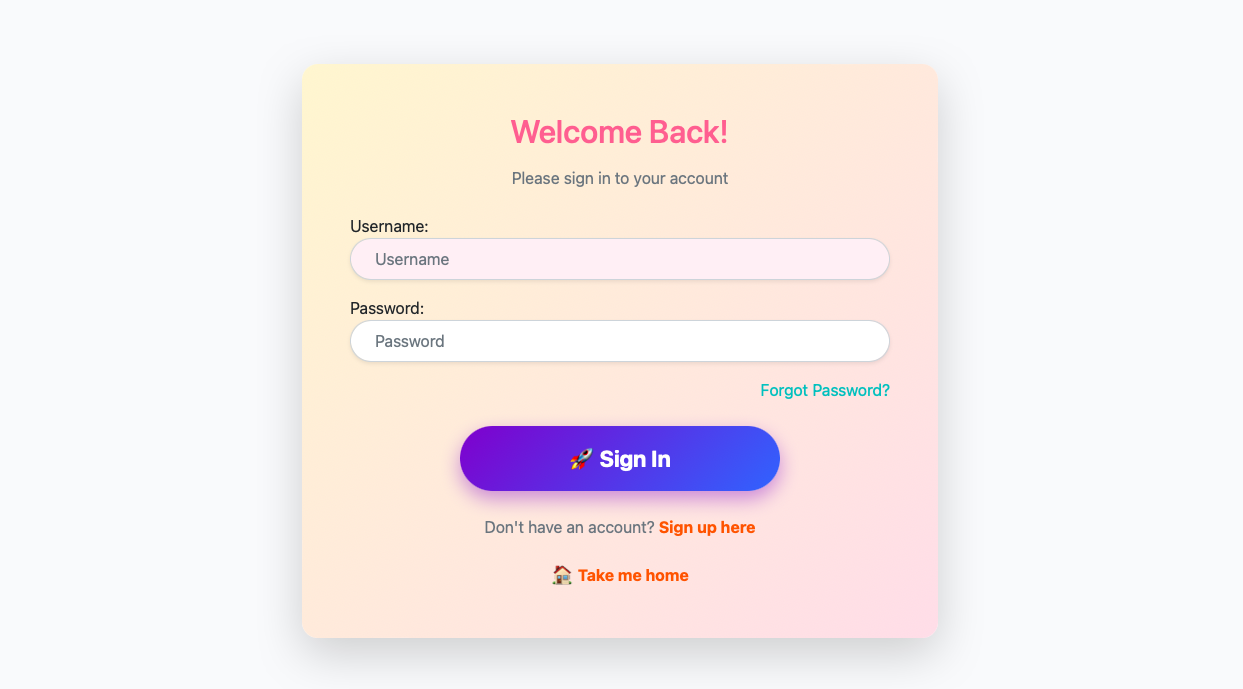 Welcome Back!
Please sign in to your account
Username:
Username
Password:
Password
Forgot Password?
🚀 Sign In
Don't have an account? Sign up here
🏠 Take me home